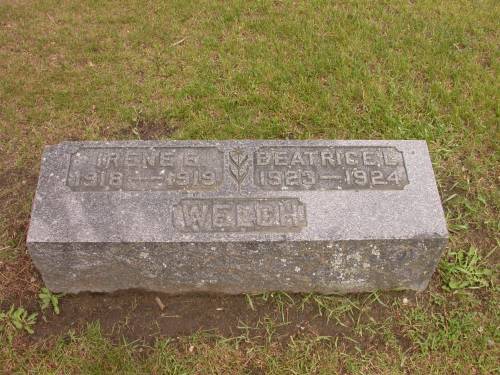 IRENE E.
1918—1919
BEATRICE L.
1923—1924
WELCH